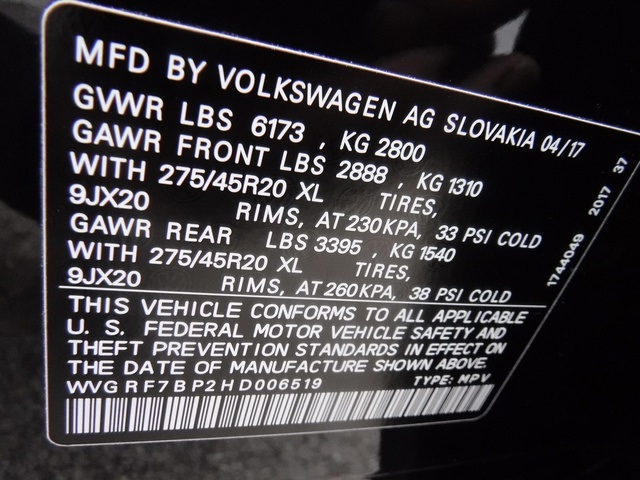 MFD BY VOLKSWAGEN AG SLOVAKIA 04/17
GVWR LBS 6173 , KG 2800
GAWR FRONT LBS 2888 , KG 1310
WITH 275/45R20 XL TIRES,
9JX20 RIMS, AT 230KPA, 33 PSI COLD
GAWR REAR LBS 3395 , KG 1540
WITH 275/45R20 XL TIRES,
9JX20 RIMS, AT 260KPA, 38 PSI COLD
THIS VEHICLE CONFORMS TO ALL APPLICABLE
U. S. FEDERAL MOTOR VEHICLE SAFETY AND
THEFT PREVENTION STANDARDS IN EFFECT ON
THE DATE OF MANUFACTURE SHOWN ABOVE.
WVGRF7BP2HD006519 TYPE: MPV
1744049 2017 37